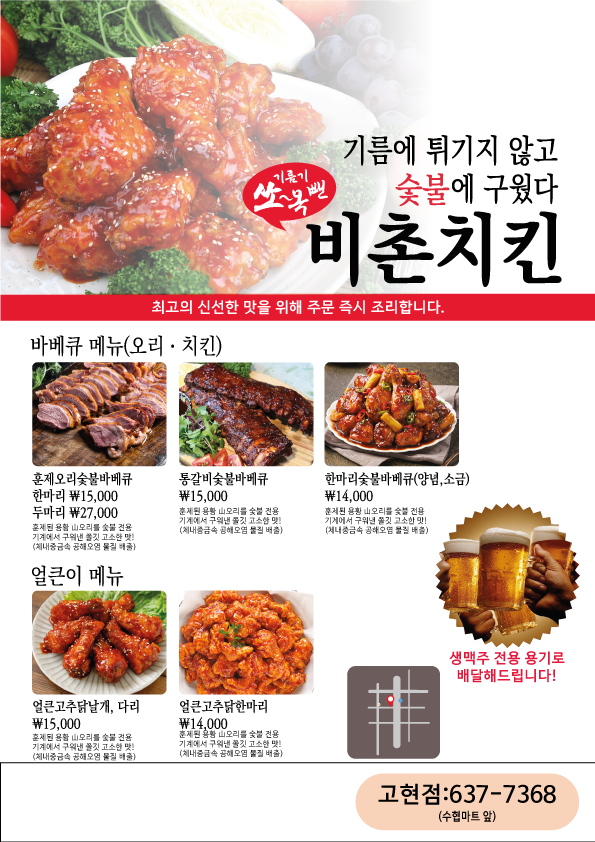 기름에 튀기지 않고
숯불에 구웠다
기름기
쏘~옥 뺀
비촌치킨
최고의 신선한 맛을 위해 주문 즉시 조리합니다.
바베큐 메뉴(오리 · 치킨)
훈제오리숯불바베큐
한마리 ₩15,000
두마리 ₩27,000
훈제된 용황 山오리를 숯불 전용
기계에서 구워낸 쫄깃 고소한 맛!
(체내중금속 공해오염 물질 배출)
통갈비숯불바베큐
₩15,000
훈제된 용황 山오리를 숯불 전용
기계에서 구워낸 쫄깃 고소한 맛!
(체내중금속 공해오염 물질 배출)
한마리숯불바베큐(양념,소금)
₩14,000
훈제된 용황 山오리를 숯불 전용
기계에서 구워낸 쫄깃 고소한 맛!
(체내중금속 공해오염 물질 배출)
얼큰이 메뉴
얼큰고추닭날개, 다리
₩15,000
훈제된 용황 山오리를 숯불 전용
기계에서 구워낸 쫄깃 고소한 맛!
(체내중금속 공해오염 물질 배출)
얼큰고추닭한마리
₩14,000
훈제된 용황 山오리를 숯불 전용
기계에서 구워낸 쫄깃 고소한 맛!
(체내중금속 공해오염 물질 배출)
생맥주 전용 용기로
배달해드립니다!
고현점:637-7368
(수협마트 앞)